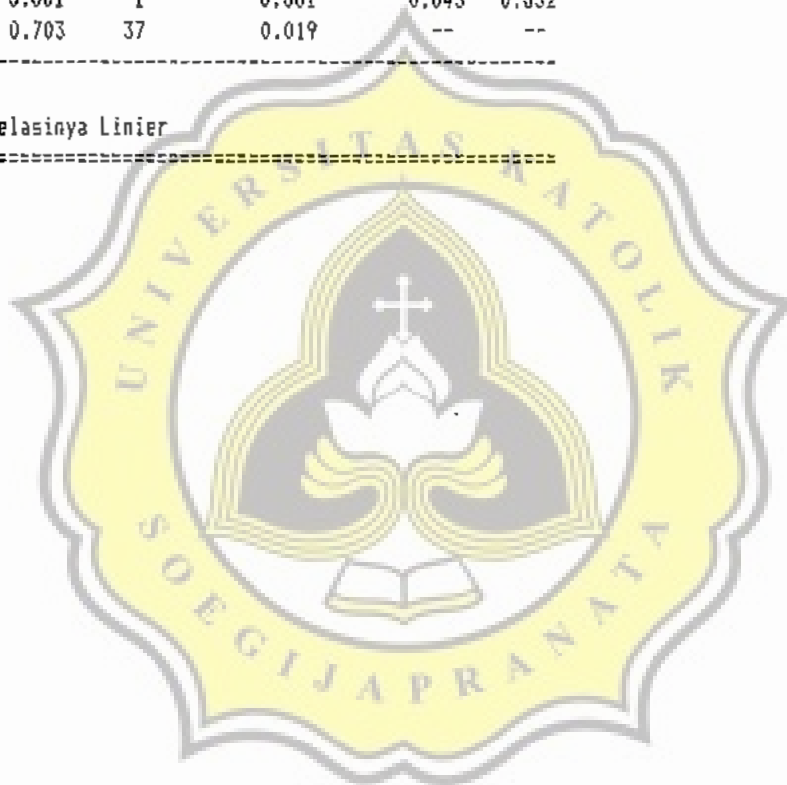 0.703 37 0.019 -- --
elasinya Linier
UNIVERSITAS KATOLIK
SOEGIJAPRANATA